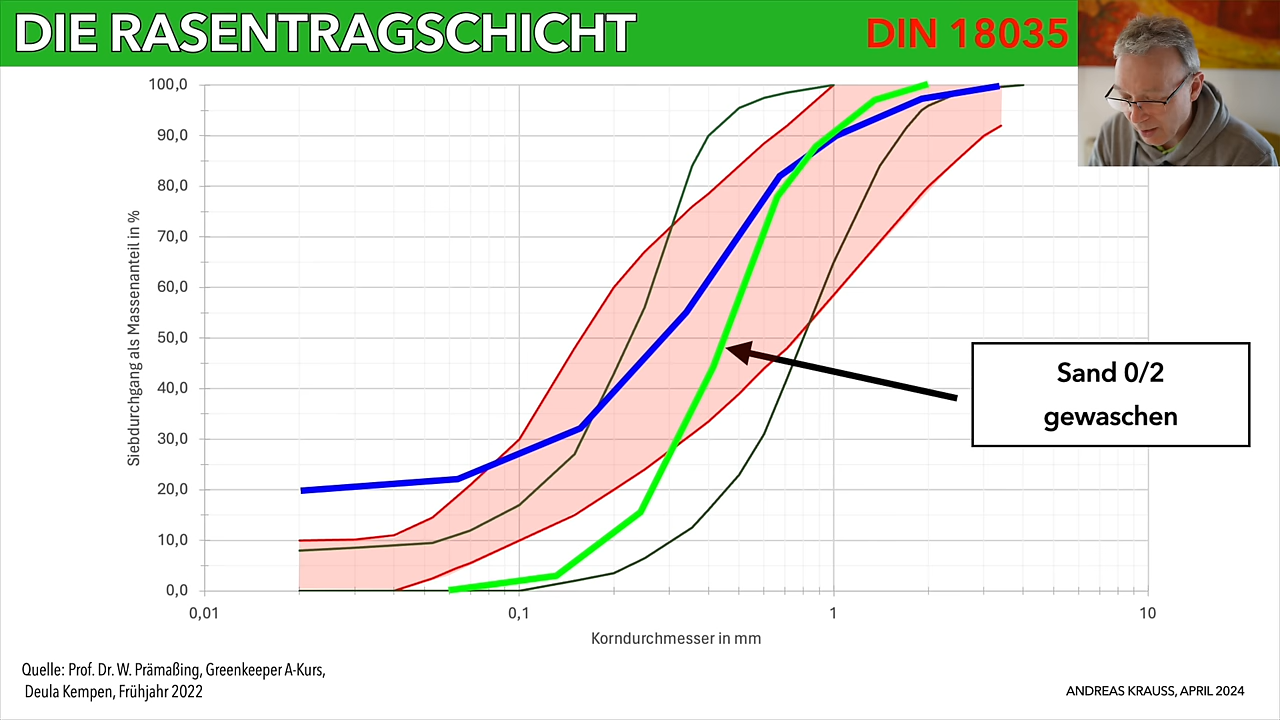 DIE RASENTRAGSCHICHT
DIN 18035
100,0
90,0
80,0
70,0
60,0
50,0
40,0
30,0
20,0
10,0
0,0
Siebdurchgang als Massenanteil in %
0,01
0,1
1
10
Korndurchmesser in mm
Sand 0/2
gewaschen
Quelle: Prof. Dr. W. Prämaßing, Greenkeeper A-Kurs,
Deula Kempen, Frühjahr 2022
ANDREAS KRAUSS, APRIL 2024